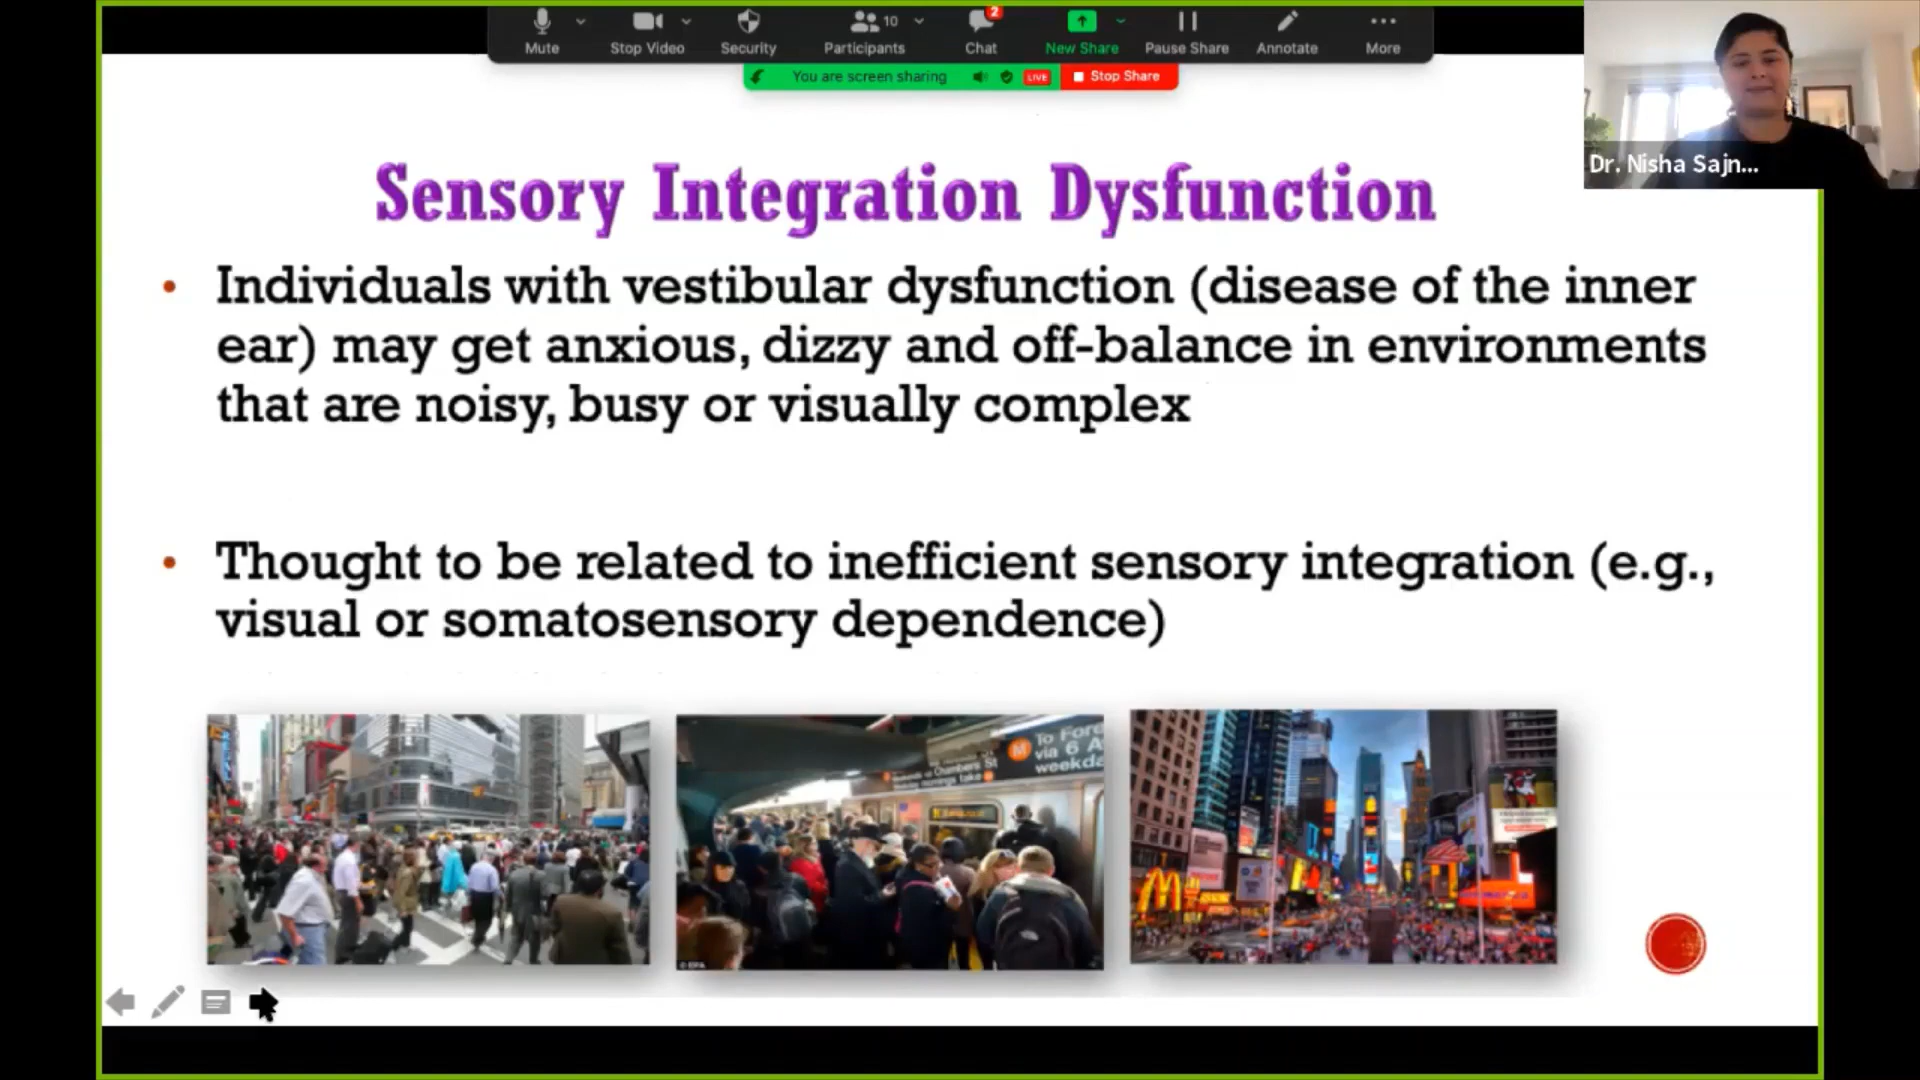 Mute
Stop Video
Security
10
Participants
2
Chat
New Share
Pause Share
Annotate
More
You are screen sharing
LIVE
Stop Share
Dr. Nisha Sajn...
Sensory Integration Dysfunction
• Individuals with vestibular dysfunction (disease of the inner
ear) may get anxious, dizzy and off-balance in environments
that are noisy, busy or visually complex
• Thought to be related to inefficient sensory integration (e.g.,
visual or somatosensory dependence)
M
To Fore
via 6 A
weekda
Chambers St